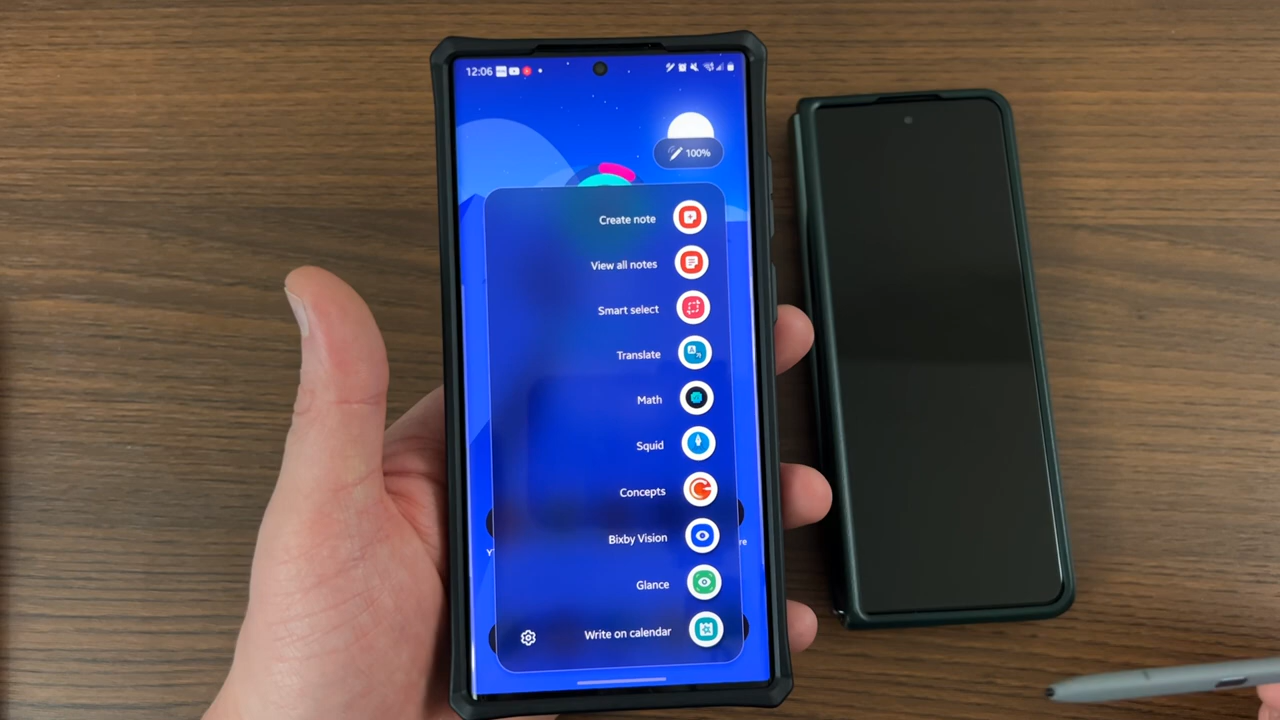 12:06
100%
Create note
View all notes
Smart select
Translate
Math
Squid
Concepts
Bixby Vision
Glance
Write on calendar
Y
re